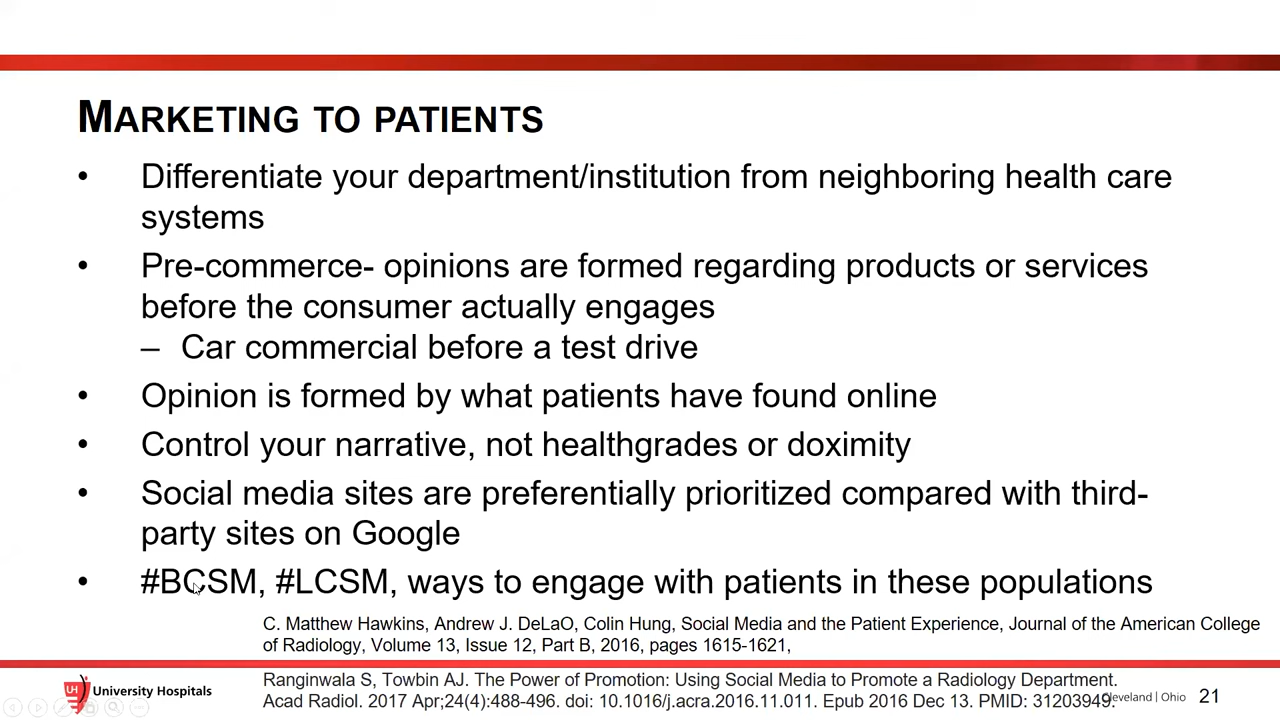 MARKETING TO PATIENTS
• Differentiate your department/institution from neighboring health care
systems
• Pre-commerce- opinions are formed regarding products or services
before the consumer actually engages
– Car commercial before a test drive
• Opinion is formed by what patients have found online
• Control your narrative, not healthgrades or doximity
• Social media sites are preferentially prioritized compared with third-
party sites on Google
• #BCSM, #LCSM, ways to engage with patients in these populations
C. Matthew Hawkins, Andrew J. DeLaO, Colin Hung, Social Media and the Patient Experience, Journal of the American College
of Radiology, Volume 13, Issue 12, Part B, 2016, pages 1615-1621,
Ranginwala S, Towbin AJ. The Power of Promotion: Using Social Media to Promote a Radiology Department.
Acad Radiol. 2017 Apr;24(4):488-496. doi: 10.1016/j.acra.2016.11.011. Epub 2016 Dec 13. PMID: 31203949.
UH University Hospitals
Cleveland | Ohio 21